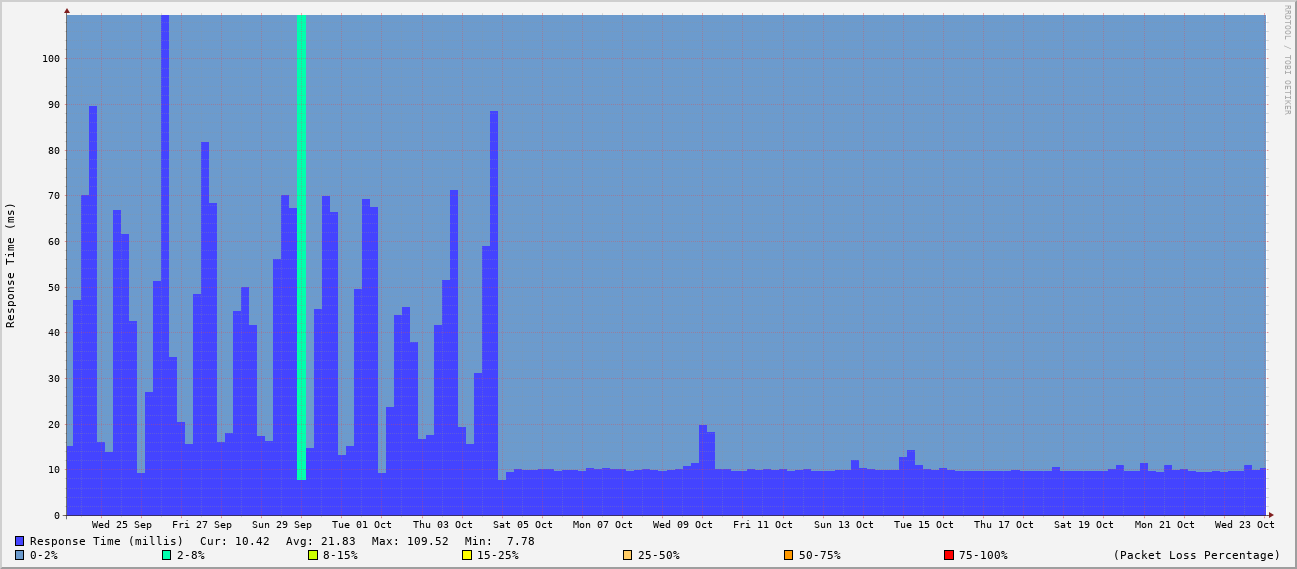 RRDTOOL / TOBI OETIKER
Response Time (ms)
100
90
80
70
60
50
40
30
20
10
0
Wed 25 Sep Fri 27 Sep Sun 29 Sep Tue 01 Oct Thu 03 Oct Sat 05 Oct Mon 07 Oct Wed 09 Oct Fri 11 Oct Sun 13 Oct Tue 15 Oct Thu 17 Oct Sat 19 Oct Mon 21 Oct Wed 23 Oct
Response Time (millis) Cur: 10.42 Avg: 21.83 Max: 109.52 Min: 7.78
0-2% 2-8% 8-15% 15-25% 25-50% 50-75% 75-100% (Packet Loss Percentage)